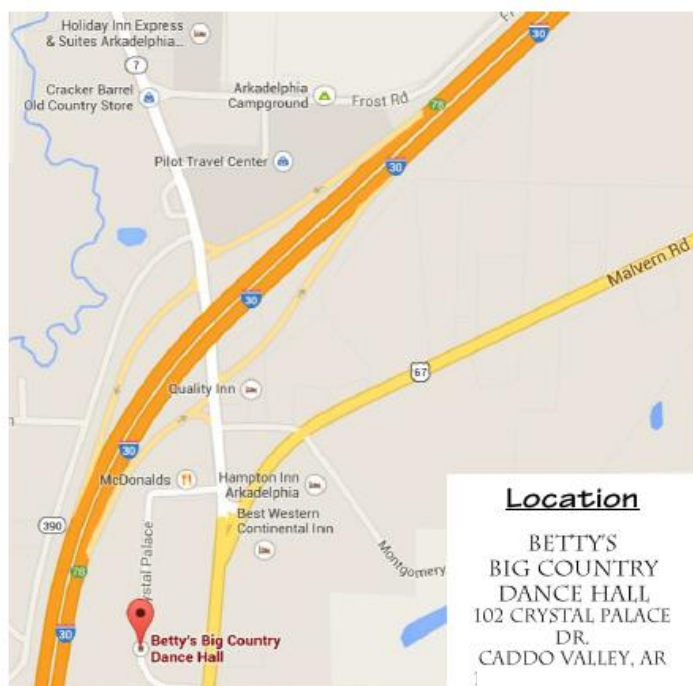 Holiday Inn Express
& Suites Arkadelphia...
7
Cracker Barrel
Old Country Store
Arkadelphia
Campground
Frost Rd
30
78
Pilot Travel Center
30
30
Malvern Rd
67
Quality Inn
30
McDonalds
Hampton Inn
Arkadelphia
Best Western
Continental Inn
390
Montgomery
78
30
Betty's Big Country
Dance Hall
Location
BETTY'S
BIG COUNTRY
DANCE HALL
102 CRYSTAL PALACE
DR.
CADDO VALLEY, AR